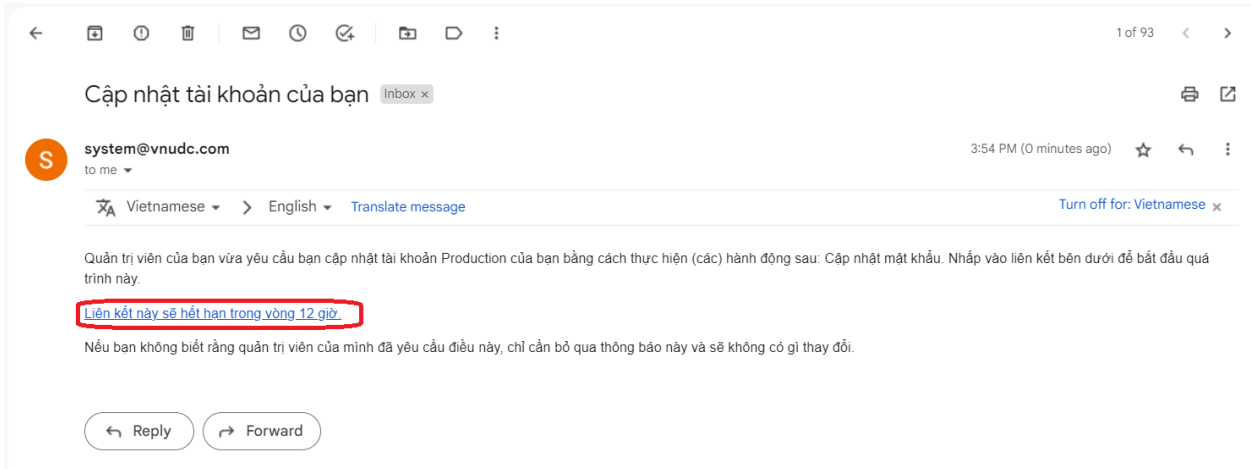 1 of 93
Cập nhật tài khoản của bạn Inbox ×
S
system@vnudc.com 3:54 PM (0 minutes ago)
to me
Vietnamese > English Translate message Turn off for: Vietnamese ×
Quản trị viên của bạn vừa yêu cầu bạn cập nhật tài khoản Production của bạn bằng cách thực hiện (các) hành động sau: Cập nhật mật khẩu. Nhấp vào liên kết bên dưới để bắt đầu quá
trình này.
Liên kết này sẽ hết hạn trong vòng 12 giờ.
Nếu bạn không biết rằng quản trị viên của mình đã yêu cầu điều này, chỉ cần bỏ qua thông báo này và sẽ không có gì thay đổi.
Reply Forward